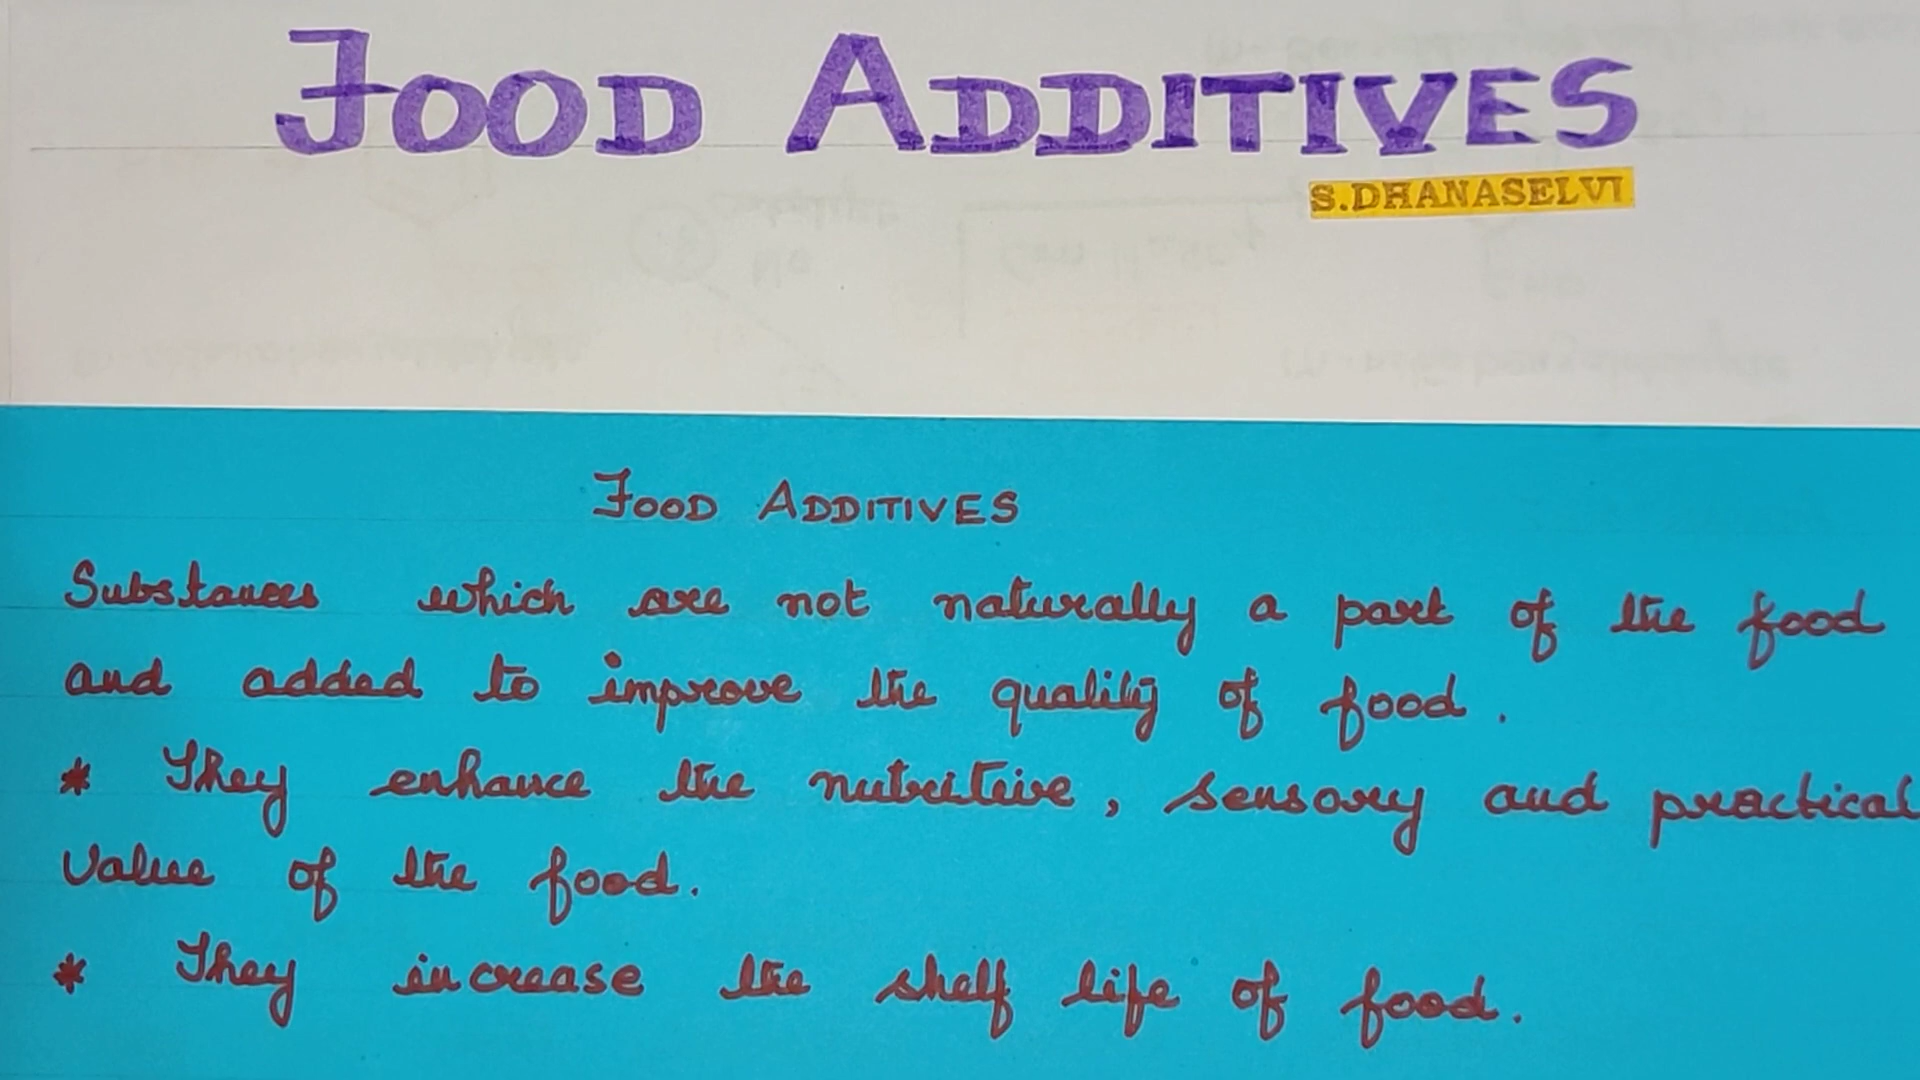 FOOD ADDITIVES
S.DHANASELVI
FOOD ADDITIVES
Substances which are not naturally a part of the food
and added to improve the quality of food.
* They enhance the nutritive, sensory and practical
value of the food.
* They increase the shelf life of food.